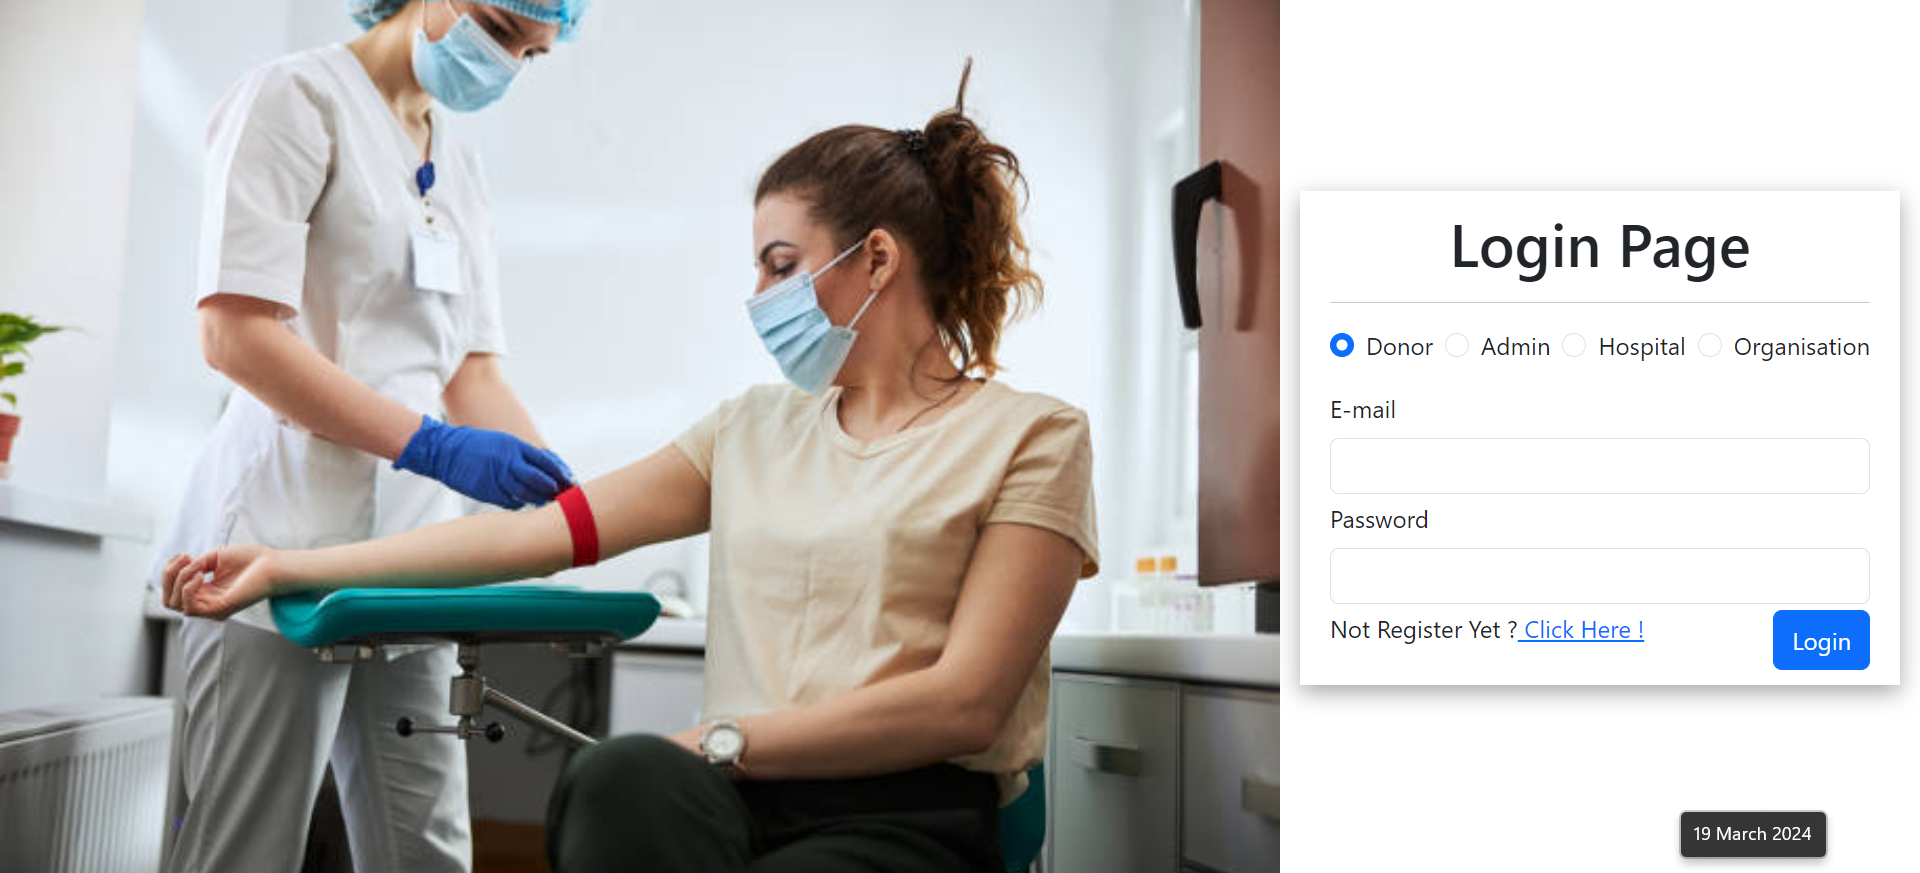 Login Page
Donor Admin Hospital Organisation
E-mail
Password
Not Register Yet ? Click Here !
Login
19 March 2024